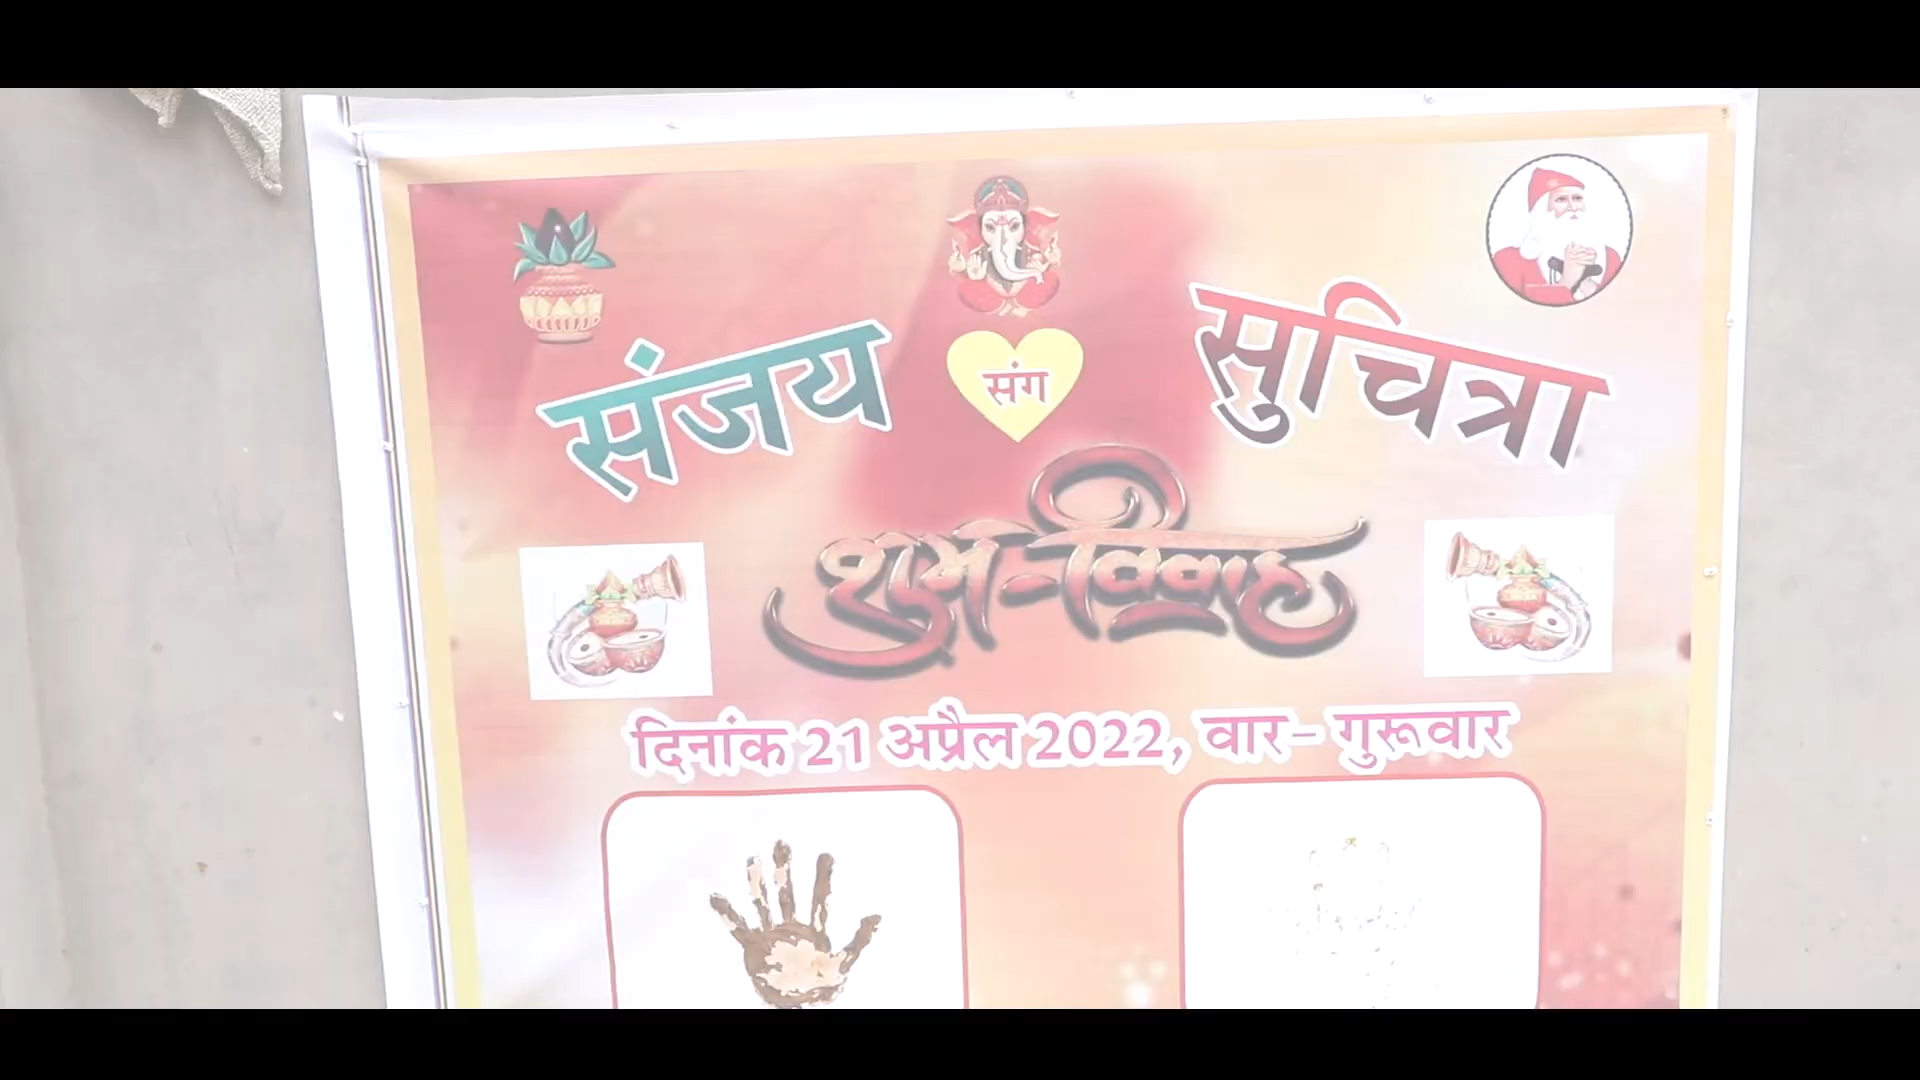 संजय संग सुचित्रा
शुभ-विवाह
दिनांक 21 अप्रैल 2022, वार- गुरूवार